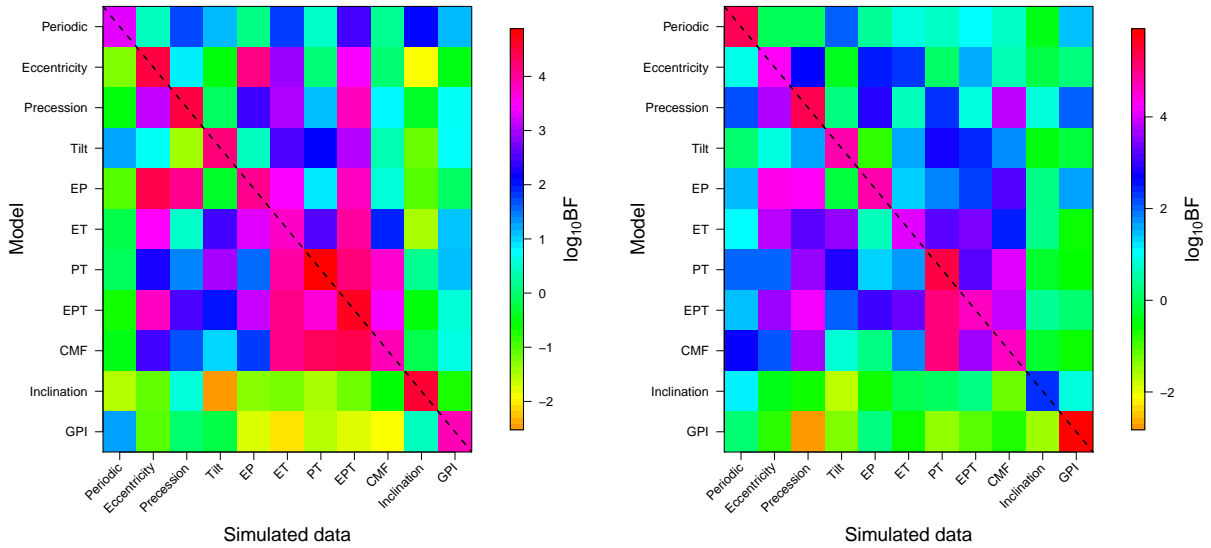 Periodic
Eccentricity
Precession
Tilt
EP
ET
PT
EPT
CMF
Inclination
GPI
Model
Periodic
Eccentricity
Precession
Tilt
EP
ET
PT
EPT
CMF
Inclination
GPI
Simulated data
4
3
2
1
0
−1
−2
log₁₀BF
Periodic
Eccentricity
Precession
Tilt
EP
ET
PT
EPT
CMF
Inclination
GPI
Model
Periodic
Eccentricity
Precession
Tilt
EP
ET
PT
EPT
CMF
Inclination
GPI
Simulated data
4
2
0
−2
log₁₀BF